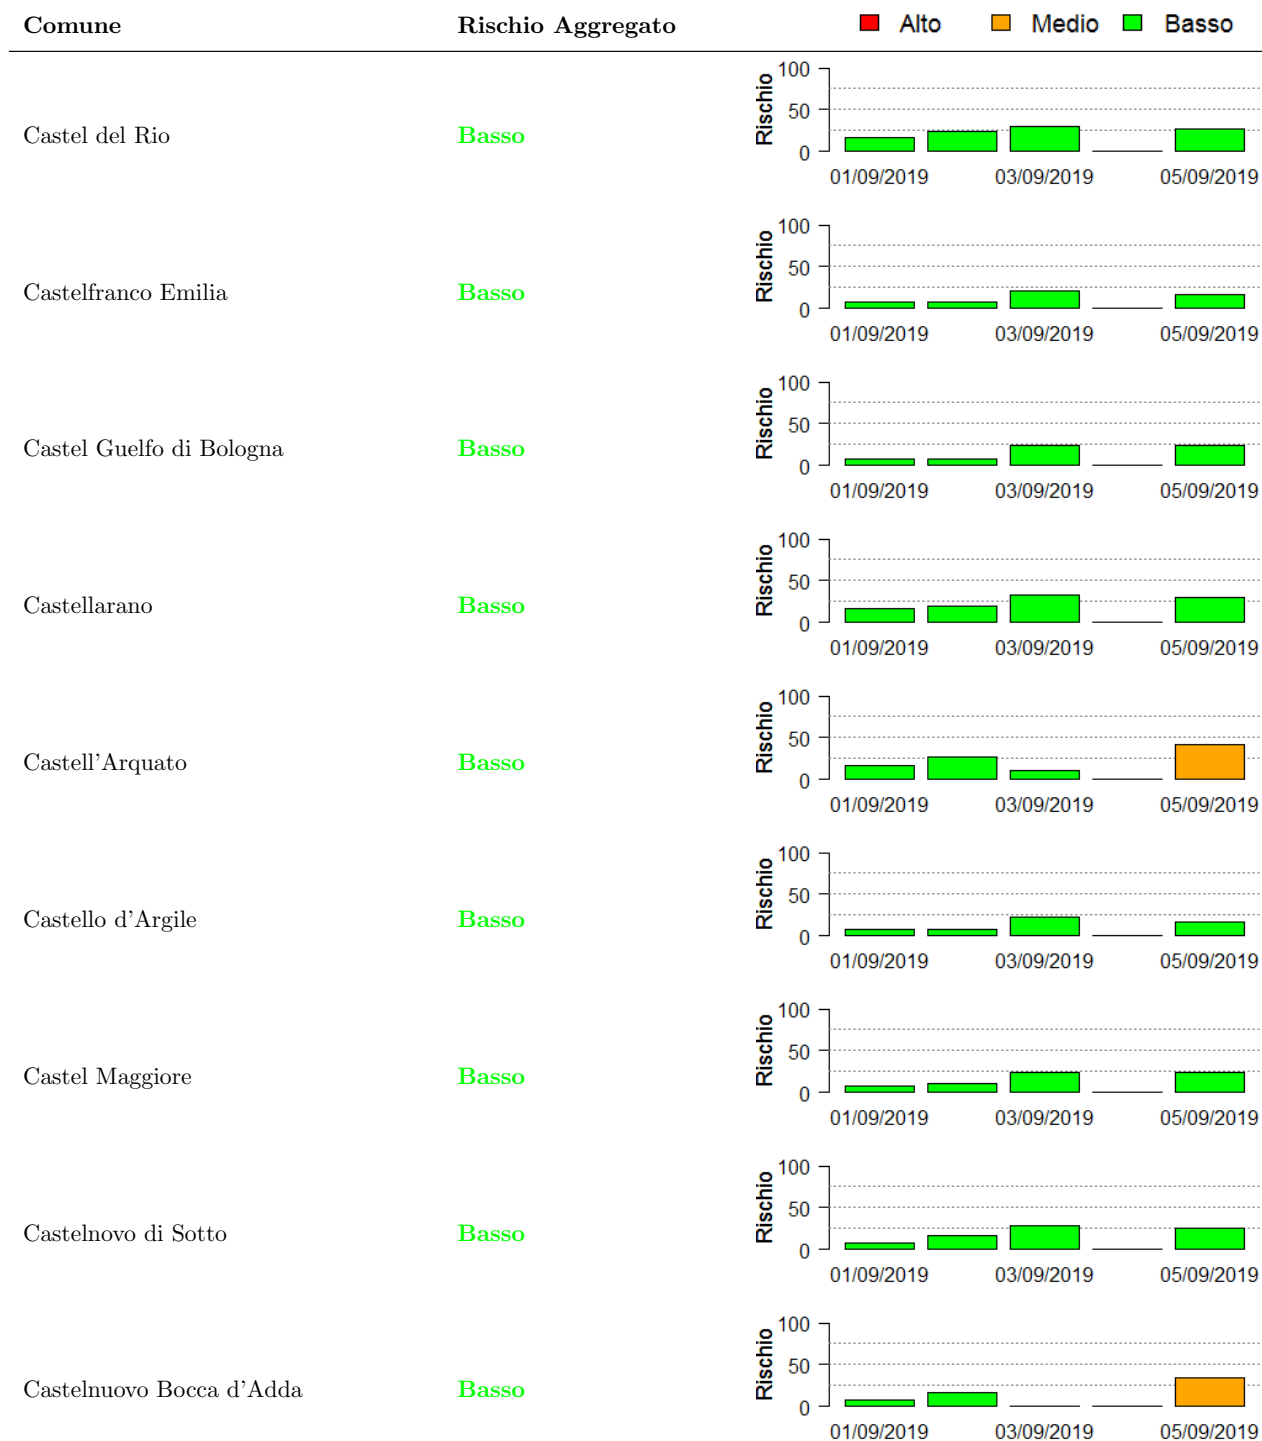 Comune Rischio Aggregato Alto Medio Basso
Castel del Rio Basso Rischio 100 50 0
01/09/2019 03/09/2019 05/09/2019
Castelfranco Emilia Basso Rischio 100 50 0
01/09/2019 03/09/2019 05/09/2019
Castel Guelfo di Bologna Basso Rischio 100 50 0
01/09/2019 03/09/2019 05/09/2019
Castellarano Basso Rischio 100 50 0
01/09/2019 03/09/2019 05/09/2019
Castell'Arquato Basso Rischio 100 50 0
01/09/2019 03/09/2019 05/09/2019
Castello d'Argile Basso Rischio 100 50 0
01/09/2019 03/09/2019 05/09/2019
Castel Maggiore Basso Rischio 100 50 0
01/09/2019 03/09/2019 05/09/2019
Castelnovo di Sotto Basso Rischio 100 50 0
01/09/2019 03/09/2019 05/09/2019
Castelnuovo Bocca d'Adda Basso Rischio 100 50 0
01/09/2019 03/09/2019 05/09/2019